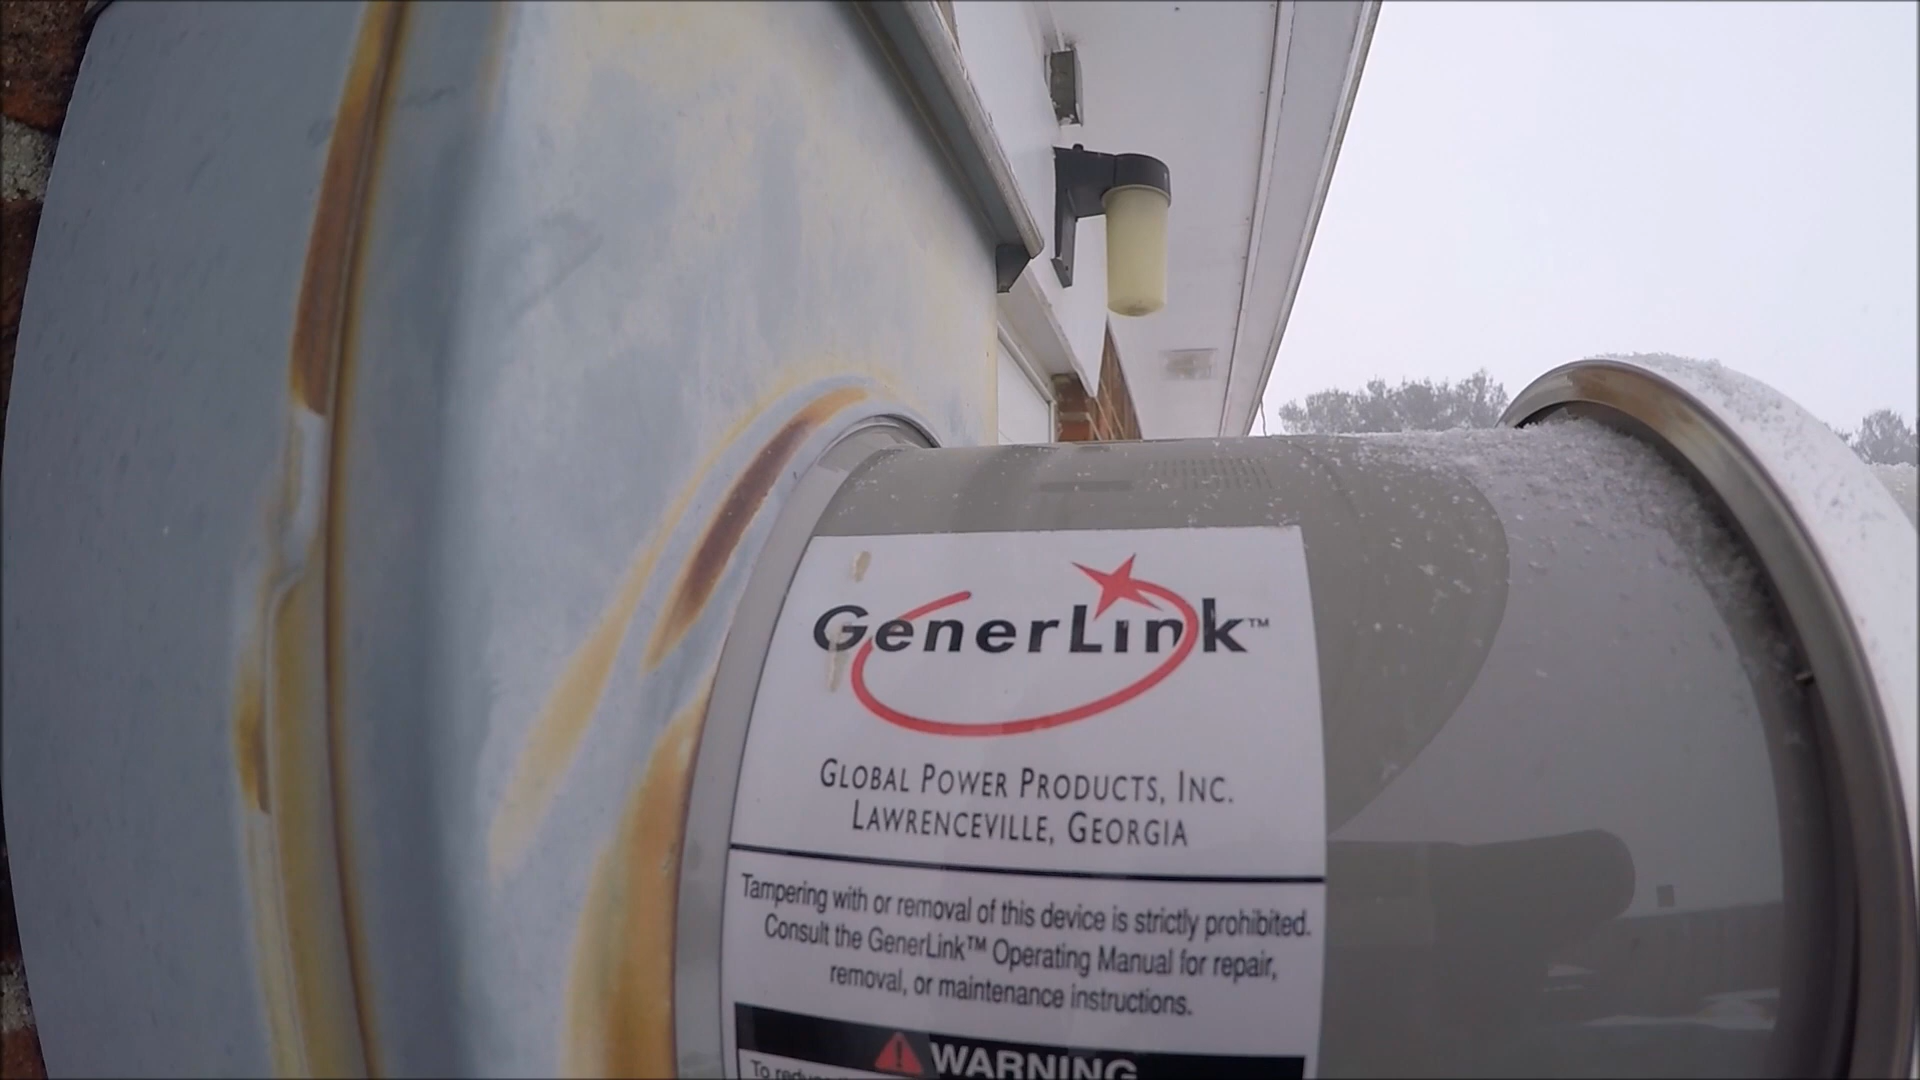 GenerLink™
Global Power Products, Inc.
Lawrenceville, Georgia
Tampering with or removal of this device is strictly prohibited.
Consult the GenerLink™ Operating Manual for repair,
removal, or maintenance instructions.
WARNING
To